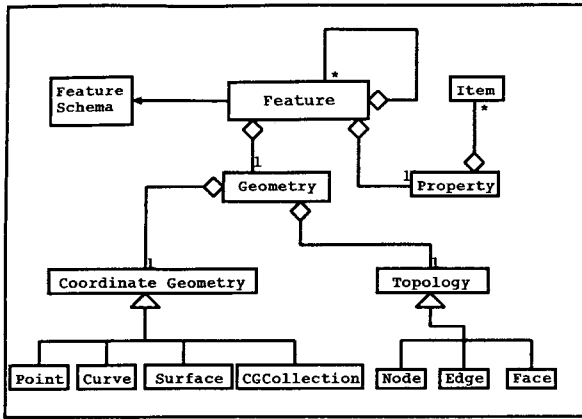 *
Feature
Schema
Feature
Item
*
1
1
Geometry
Property
1
1
Coordinate Geometry
Topology
Point
Curve
Surface
CGCollection
Node
Edge
Face